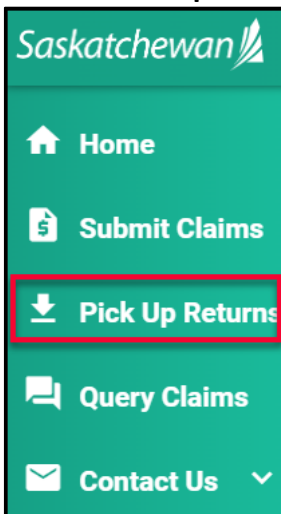 Saskatchewan
Home
Submit Claims
Pick Up Returns
Query Claims
Contact Us